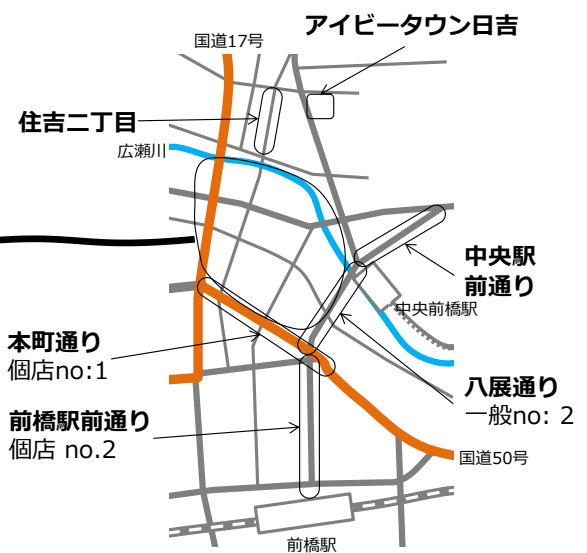 アイビータウン日吉
国道17号
住吉二丁目
広瀬川
中央駅
前通り
中央前橋駅
本町通り
個店no:1
八展通り
一般no: 2
前橋駅前通り
個店 no.2
国道50号
前橋駅